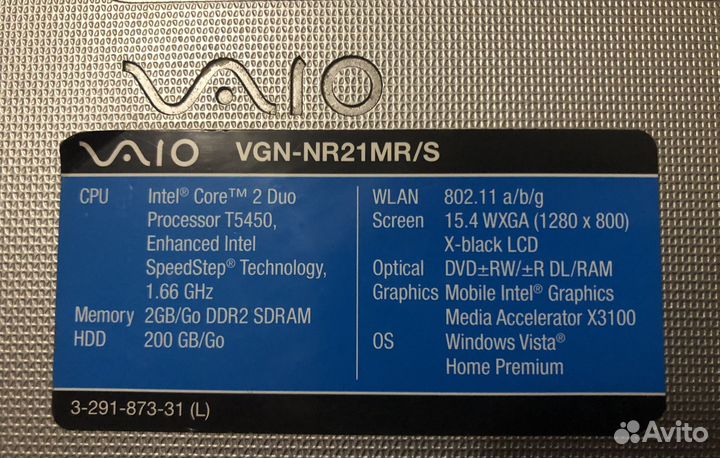 VAIO
VAIO VGN-NR21MR/S
CPU Intel® Core™ 2 Duo
Processor T5450,
Enhanced Intel
SpeedStep® Technology,
1.66 GHz
Memory 2GB/Go DDR2 SDRAM
HDD 200 GB/Go
WLAN 802.11 a/b/g
Screen 15.4 WXGA (1280 x 800)
X-black LCD
Optical DVD±RW/±R DL/RAM
Graphics Mobile Intel® Graphics
Media Accelerator X3100
OS Windows Vista®
Home Premium
3-291-873-31 (L)
Avito